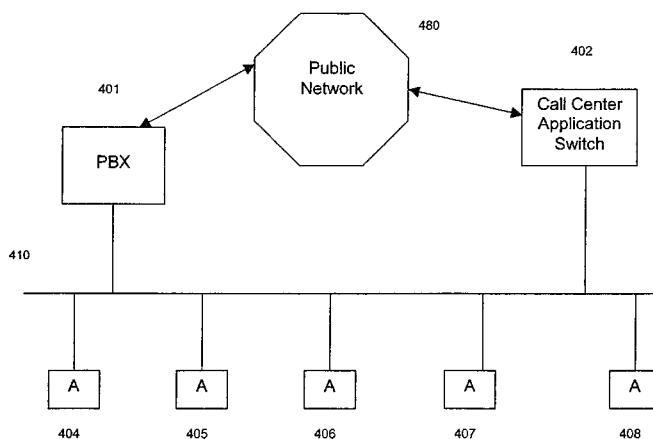 480
402
401
Public
Network
Call Center
Application
Switch
PBX
410
A
A
A
A
A
404
405
406
407
408